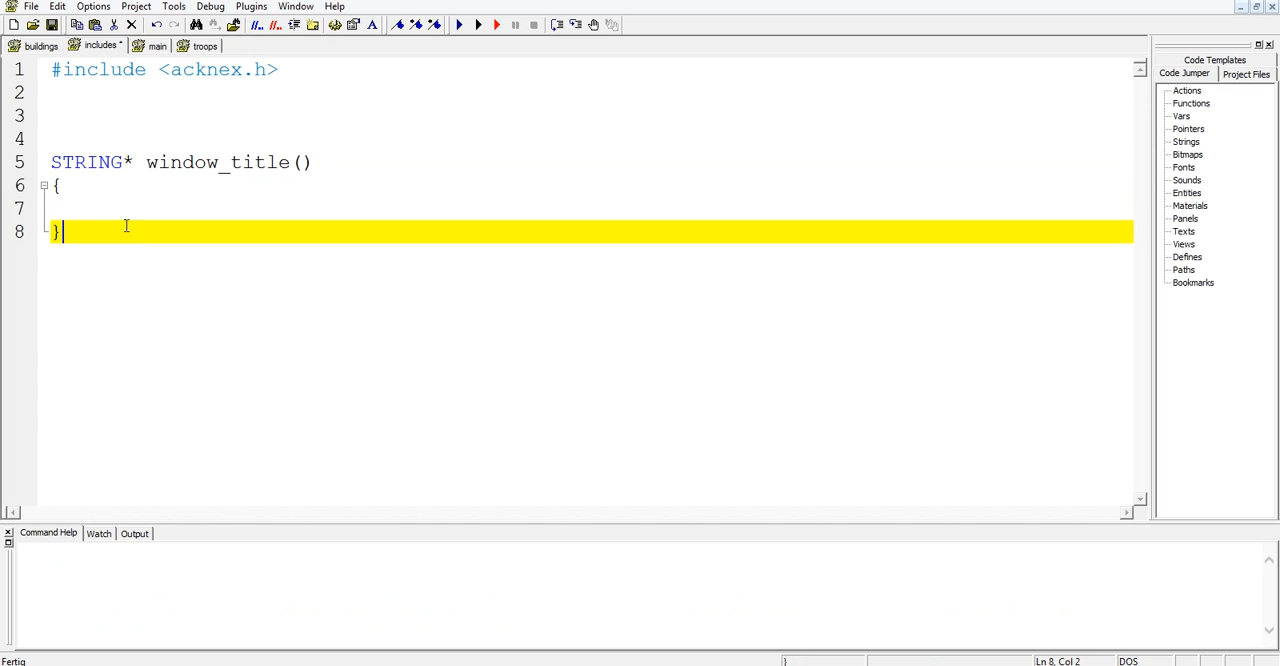 File Edit Options Project Tools Debug Plugins Window Help
buildings includes * main troops
1 #include <acknex.h>
2
3
4
5 STRING* window_title()
6 {
7
8 }
Code Templates
Code Jumper Project Files
Actions
Functions
Vars
Pointers
Strings
Bitmaps
Fonts
Sounds
Entities
Materials
Panels
Texts
Views
Defines
Paths
Bookmarks
Command Help Watch Output
Fertig } Ln 8, Col 2 DOS